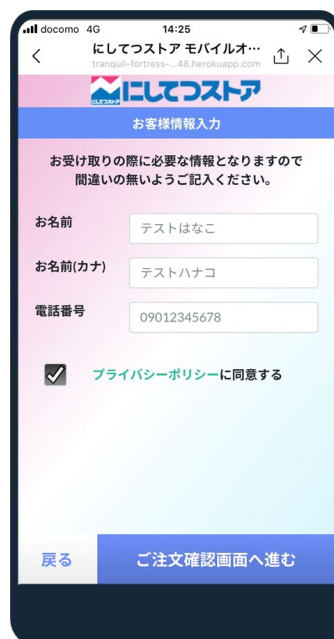 docomo 4G 14:25
にしてつストア モバイルオ…
tranquil-fortress-...48.herokuapp.com
にしてつストア
お客様情報入力
お受け取りの際に必要な情報となりますので
間違いの無いようご記入ください。
お名前
テストはなこ
お名前(カナ)
テストハナコ
電話番号
09012345678
プライバシーポリシーに同意する
戻る
ご注文確認画面へ進む